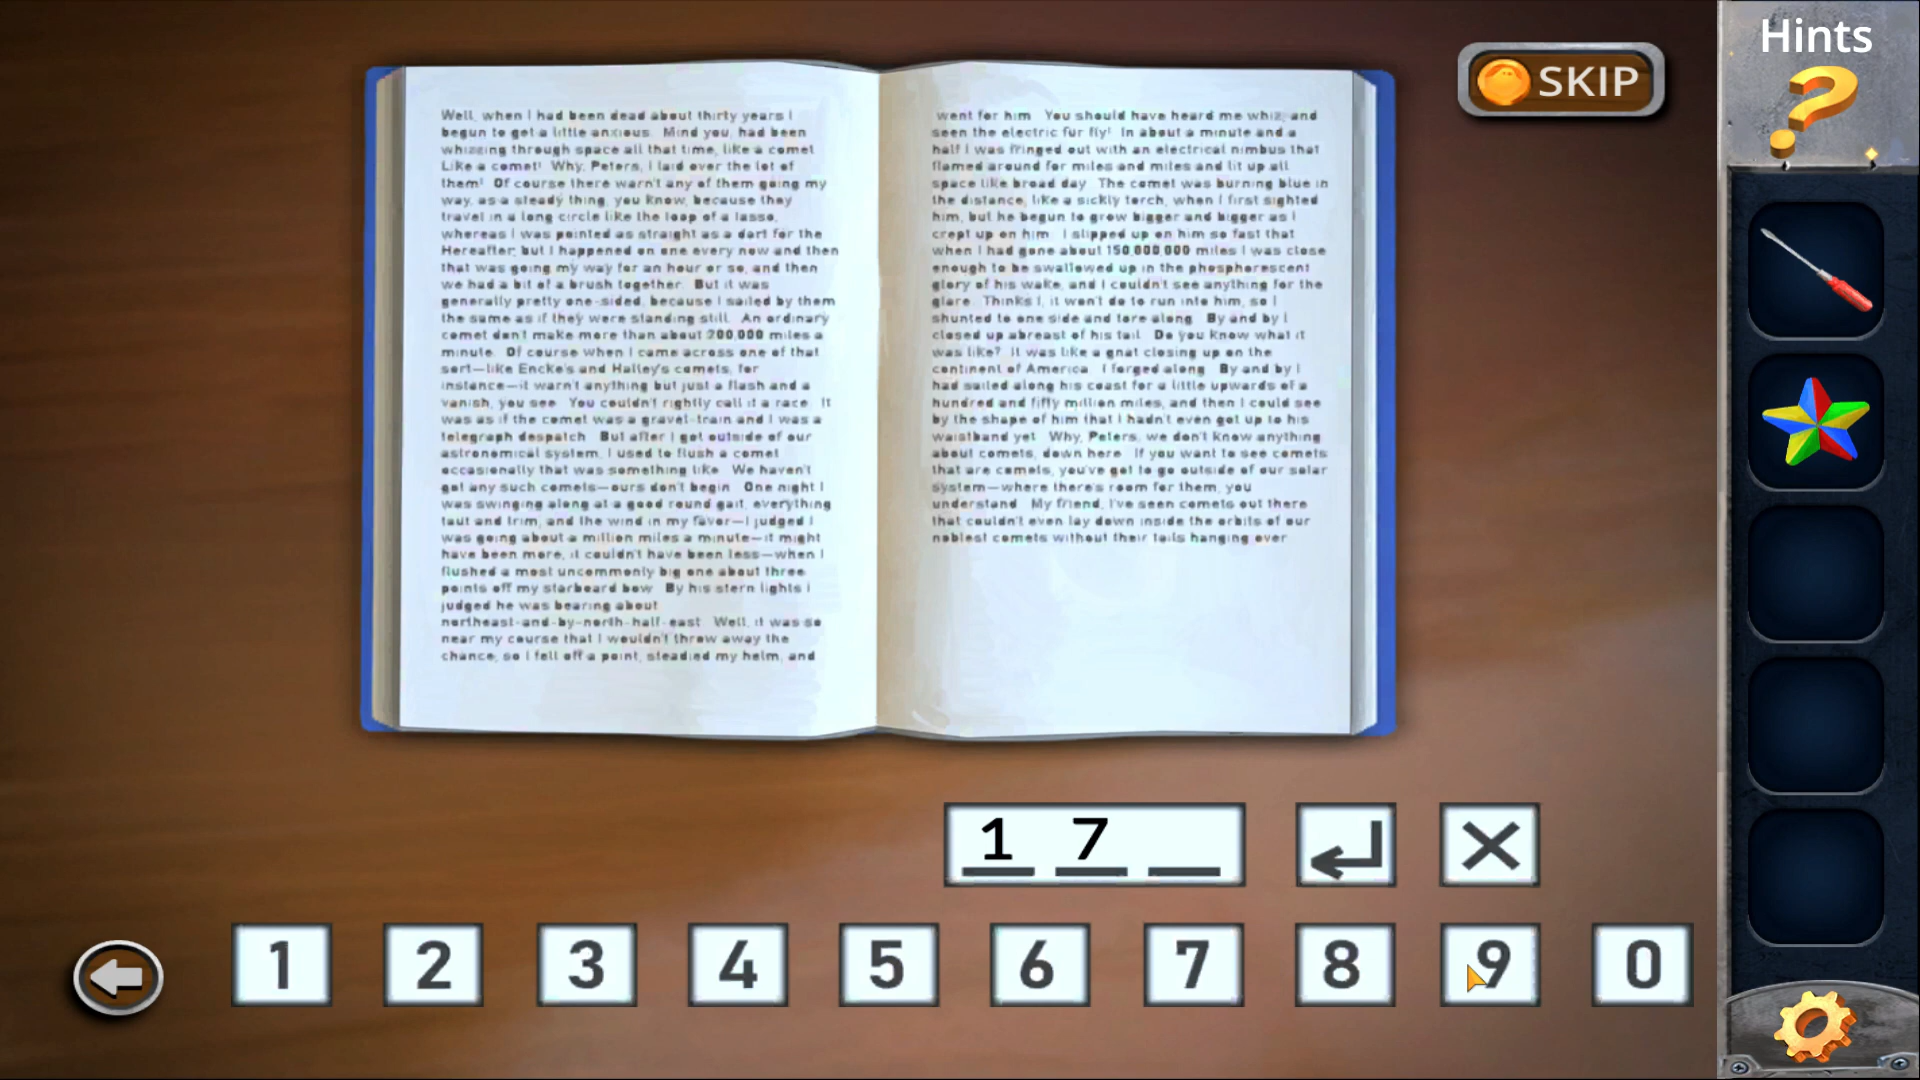 Hints
SKIP
Well, when I had been dead about thirty years I
begun to get a little anxious. Mind you, had been
whizzing through space all that time, like a comet.
Like a comet! Why, Peters, I laid over the lot of
them! Of course there warn't any of them going my
way, as a steady thing, you know, because they
travel in a long circle like the loop of a lasso,
whereas I was pointed as straight as a dart for the
Hereafter; but I happened on one every now and then
that was going my way for an hour or so, and then
we had a bit of a brush together. But it was
generally pretty one-sided, because I sailed by them
the same as if they were standing still. An ordinary
comet don't make more than about 200,000 miles a
minute. Of course when I came across one of that
sort—like Encke's and Halley's comets, for
instance—it warn't anything but just a flash and a
vanish, you see. You couldn't rightly call it a race. It
was as if the comet was a gravel-train and I was a
telegraph despatch. But after I got outside of our
astronomical system, I used to flush a comet
occasionally that was something like. We haven't
got any such comets—ours don't begin. One night I
was swinging along at a good round gait, everything
taut and trim, and the wind in my favor—I judged I
was going about a million miles a minute—it might
have been more, it couldn't have been less—when I
flushed a most uncommonly big one about three
points off my starboard bow. By his stern lights I
judged he was bearing about
northeast-and-by-north-half-east. Well, it was so
near my course that I wouldn't throw away the
chance; so I fell off a point, steadied my helm, and
went for him. You should have heard me whiz, and
seen the electric fur fly! In about a minute and a
half I was fringed out with an electrical nimbus that
flamed around for miles and miles and lit up all
space like broad day. The comet was burning blue in
the distance, like a sickly torch, when I first sighted
him, but he begun to grow bigger and bigger as I
crept up on him. I slipped up on him so fast that
when I had gone about 150,000,000 miles I was close
enough to be swallowed up in the phosphorescent
glory of his wake, and I couldn't see anything for the
glare. Thinks I, it won't do to run into him, so I
shunted to one side and tore along. By and by I
closed up abreast of his tail. Do you know what it
was like? It was like a gnat closing up on the
continent of America. I forged along. By and by I
had sailed along his coast for a little upwards of a
hundred and fifty million miles, and then I could see
by the shape of him that I hadn't even got up to his
waistband yet. Why, Peters, we don't know anything
about comets, down here. If you want to see comets
that are comets, you've got to go outside of our solar
system—where there's room for them, you
understand. My friend, I've seen comets out there
that couldn't even lay down inside the orbits of our
noblest comets without their tails hanging over
1 7
1 2 3 4 5 6 7 8 9 0